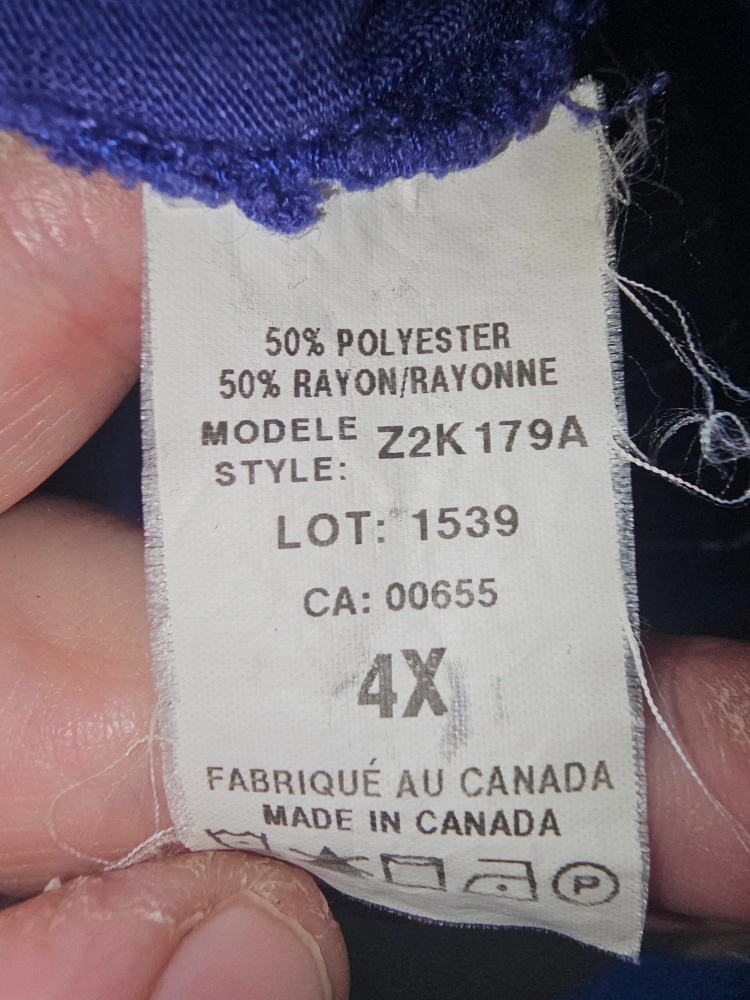 50% POLYESTER
50% RAYON/RAYONNE
MODELE
STYLE: Z2K179A
LOT: 1539
CA: 00655
4X
FABRIQUÉ AU CANADA
MADE IN CANADA
P